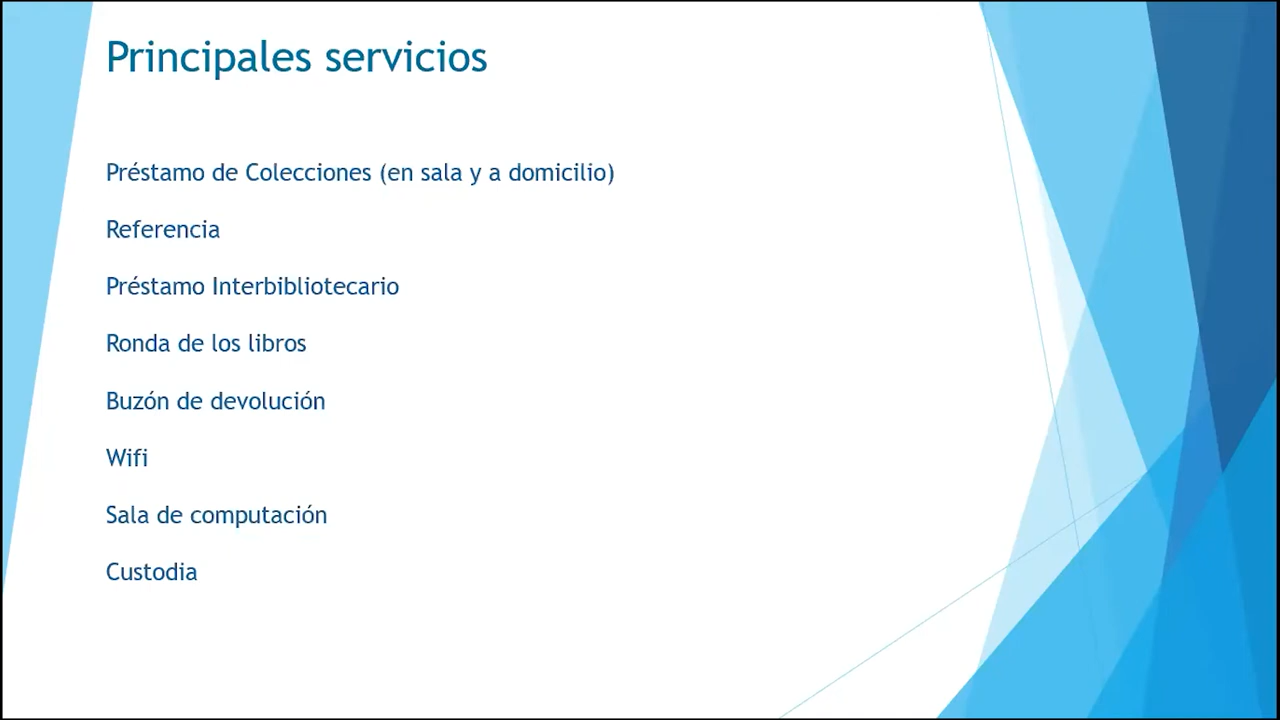 Principales servicios
Préstamo de Colecciones (en sala y a domicilio)
Referencia
Préstamo Interbibliotecario
Ronda de los libros
Buzón de devolución
Wifi
Sala de computación
Custodia